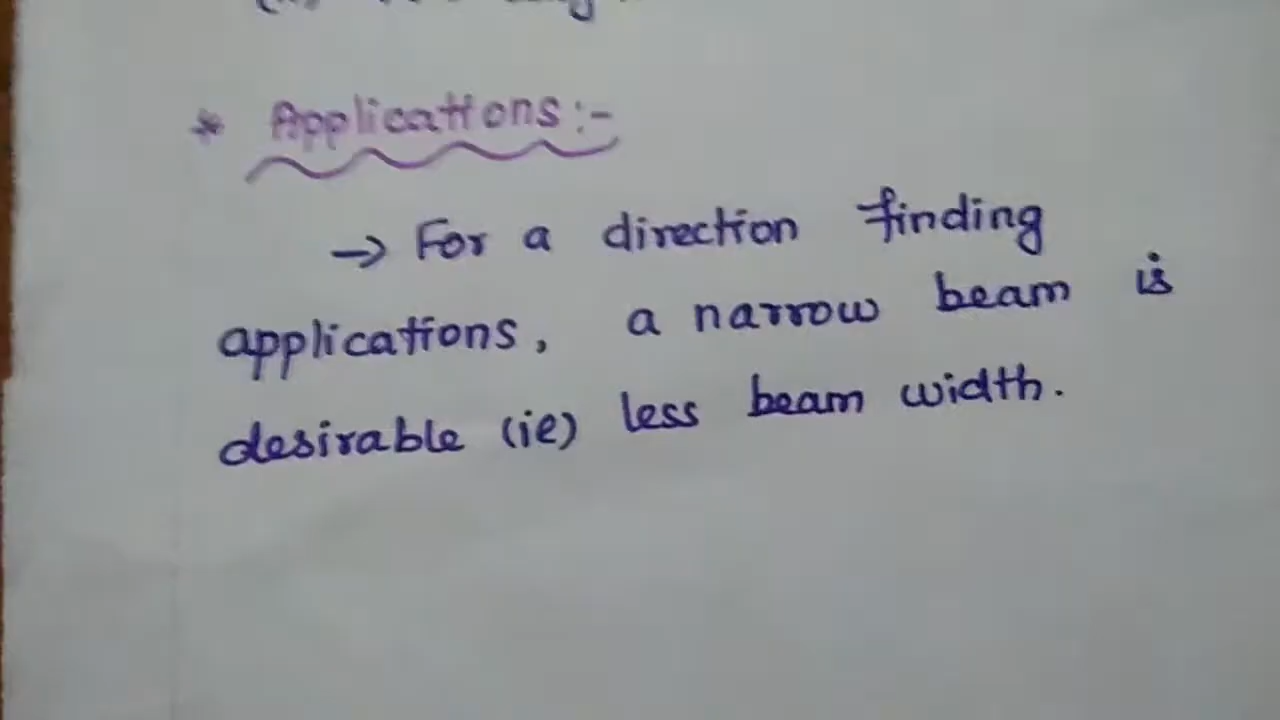 * Applications:-
→ For a direction finding
applications, a narrow beam is
desirable (ie) less beam width.